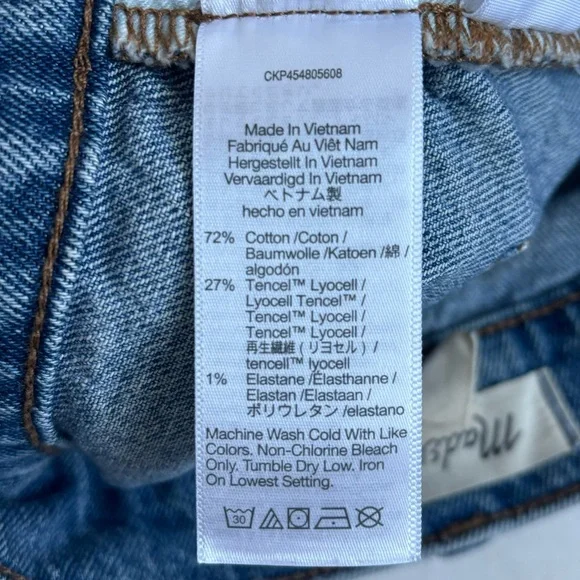 CKP454805608
Made In Vietnam
Fabriqué Au Viêt Nam
Hergestellt In Vietnam
Vervaardigd In Vietnam
ベトナム製
hecho en vietnam
72% Cotton /Coton /
Baumwolle /Katoen /綿 /
algodón
27% Tencel™ Lyocell /
Lyocell Tencel™ /
Tencel™ Lyocell /
Tencel™ Lyocell /
再生繊維（リヨセル）/
tencell™ lyocell
1% Elastane /Élasthanne /
Elastan /Elastaan /
ポリウレタン /elastano
Machine Wash Cold With Like
Colors. Non-Chlorine Bleach
Only. Tumble Dry Low. Iron
On Lowest Setting.
30